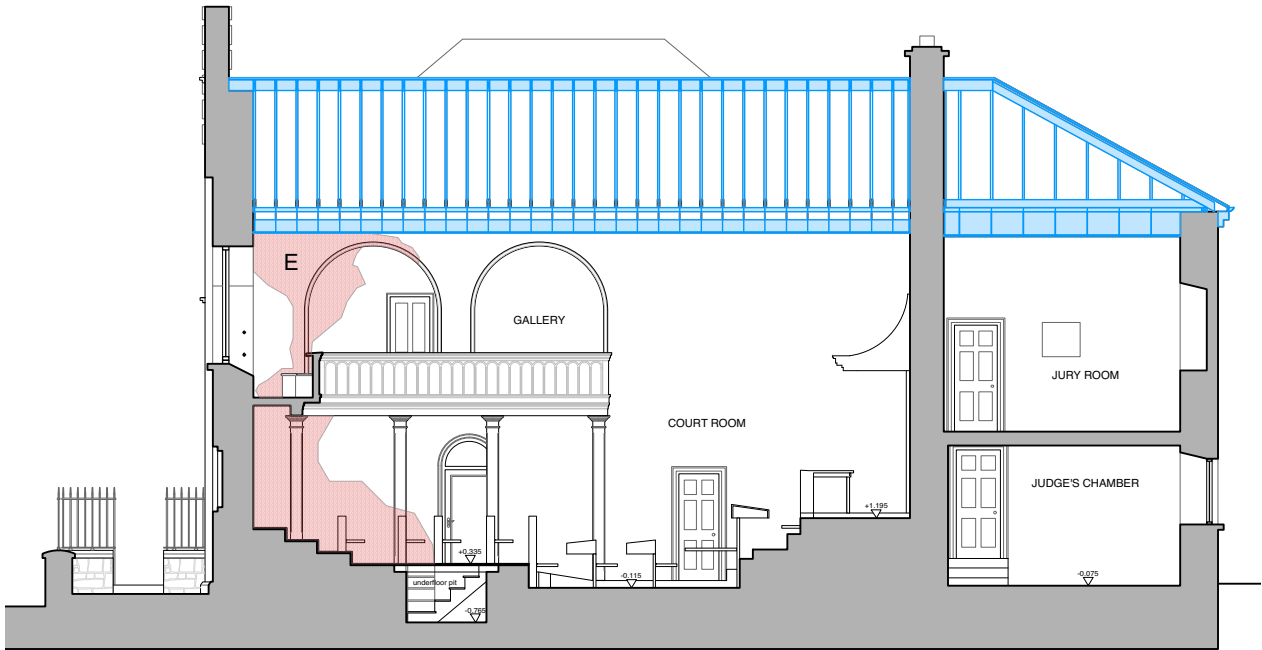 E
GALLERY
JURY ROOM
COURT ROOM
JUDGE'S CHAMBER
+1.195
+0.335
-0.115
-0.075
underfloor pit
-0.765